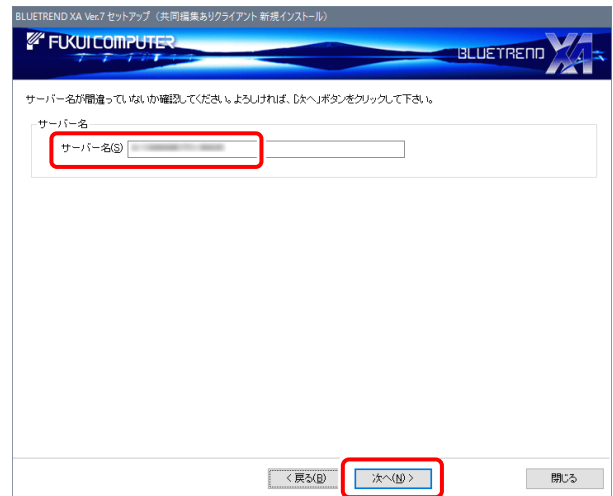 BLUETREND XA Ver.7 セットアップ（共同編集ありクライアント 新規インストール）
FUKUI COMPUTER
BLUETREND XA
サーバー名が間違っていないか確認してください。よろしければ、「次へ」ボタンをクリックして下さい。
サーバー名
サーバー名(S)
< 戻る(B)
次へ(N) >
閉じる